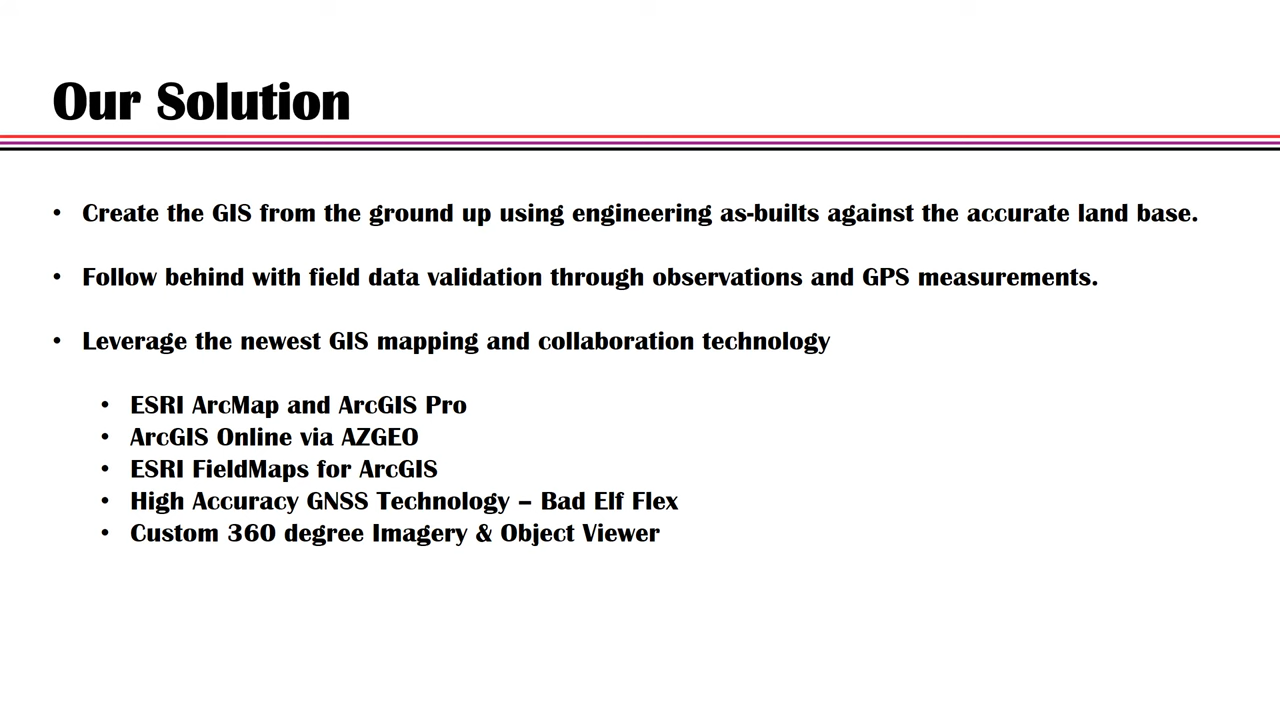 Our Solution
• Create the GIS from the ground up using engineering as-builts against the accurate land base.
• Follow behind with field data validation through observations and GPS measurements.
• Leverage the newest GIS mapping and collaboration technology
• ESRI ArcMap and ArcGIS Pro
• ArcGIS Online via AZGEO
• ESRI FieldMaps for ArcGIS
• High Accuracy GNSS Technology – Bad Elf Flex
• Custom 360 degree Imagery & Object Viewer